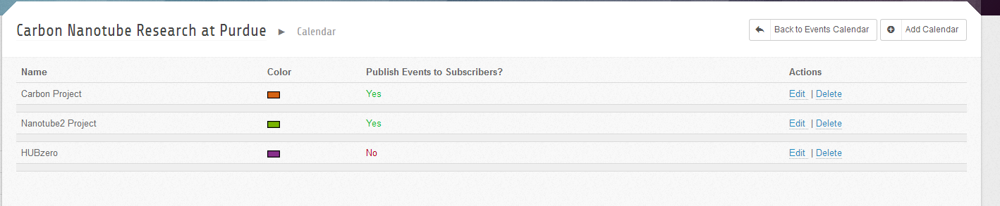 Carbon Nanotube Research at Purdue ► Calendar Back to Events Calendar Add Calendar
Name Color Publish Events to Subscribers? Actions
Carbon Project Yes Edit | Delete
Nanotube2 Project Yes Edit | Delete
HUBzero No Edit | Delete